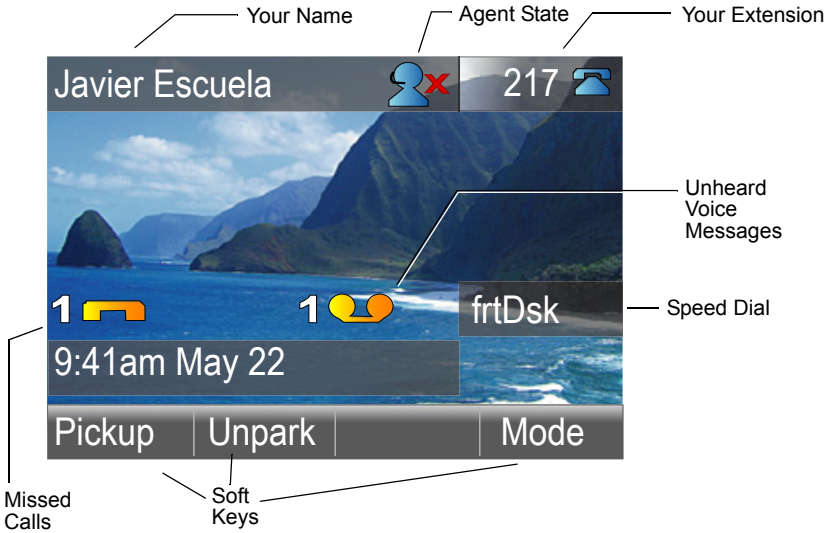 Your Name
Agent State
Your Extension
Javier Escuela
217
Unheard
Voice
Messages
1
1
frtDsk
Speed Dial
9:41am May 22
Pickup
Unpark
Mode
Missed
Calls
Soft
Keys